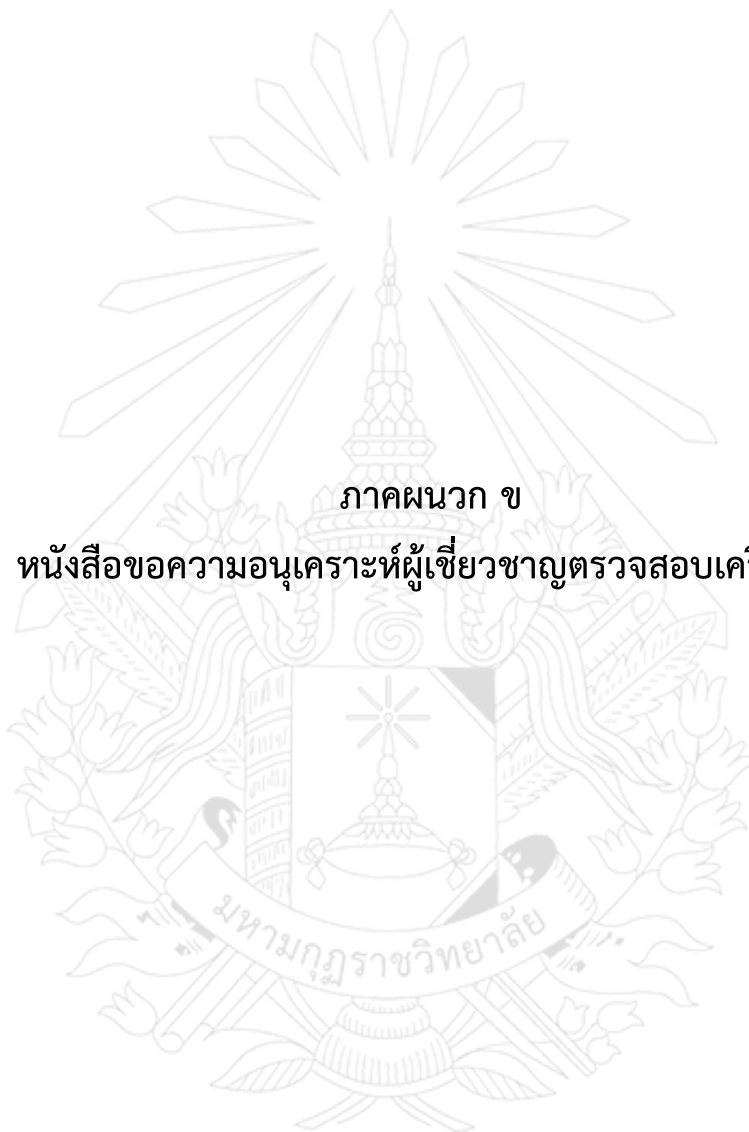 ภาคผนวก ข
หนังสือขอความอนุเคราะห์ผู้เชี่ยวชาญตรวจสอบ
มหามกุฏราชวิทยาลัย